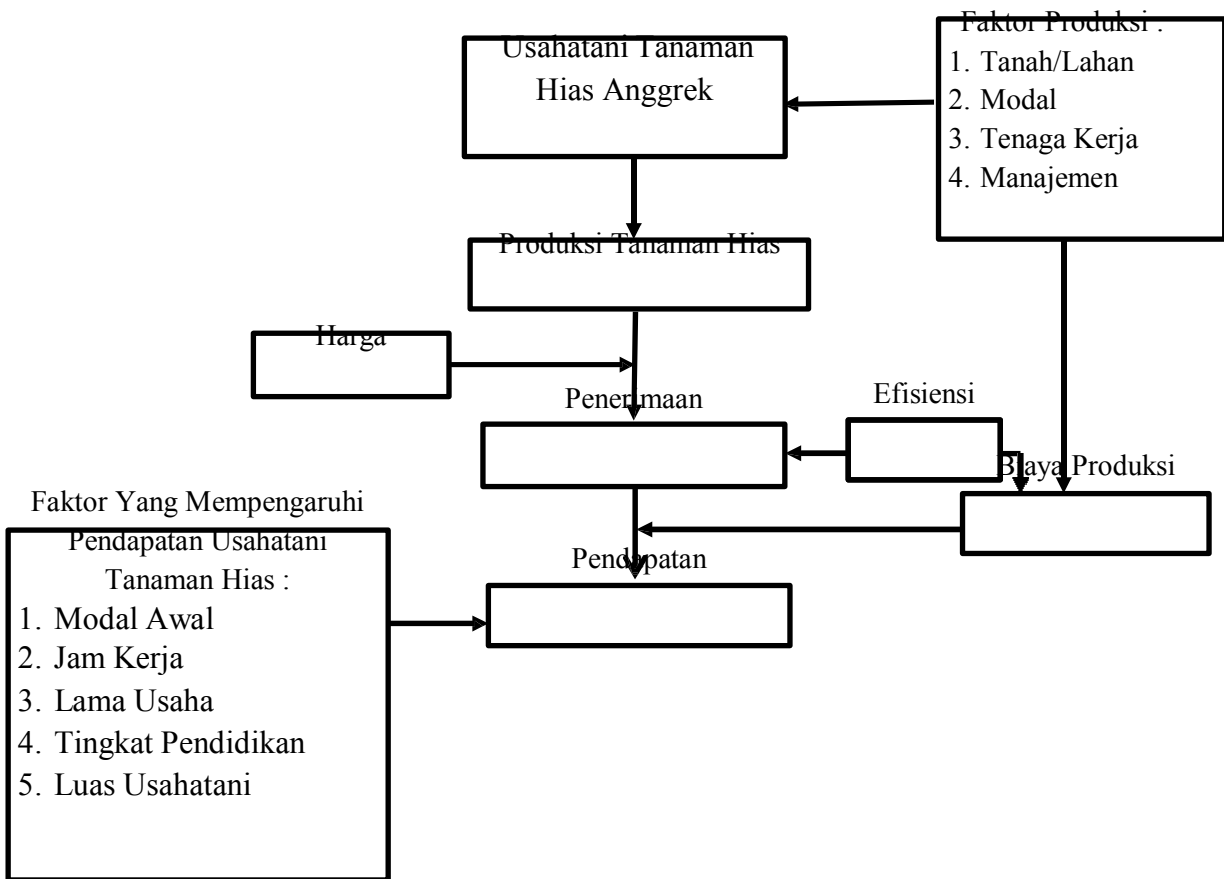 Faktor Produksi :
1. Tanah/Lahan
2. Modal
3. Tenaga Kerja
4. Manajemen
Usahatani Tanaman
Hias Anggrek
Produksi Tanaman Hias
Harga
Penerimaan
Efisiensi
Biaya Produksi
Pendapatan
Faktor Yang Mempengaruhi
Pendapatan Usahatani
Tanaman Hias :
1. Modal Awal
2. Jam Kerja
3. Lama Usaha
4. Tingkat Pendidikan
5. Luas Usahatani